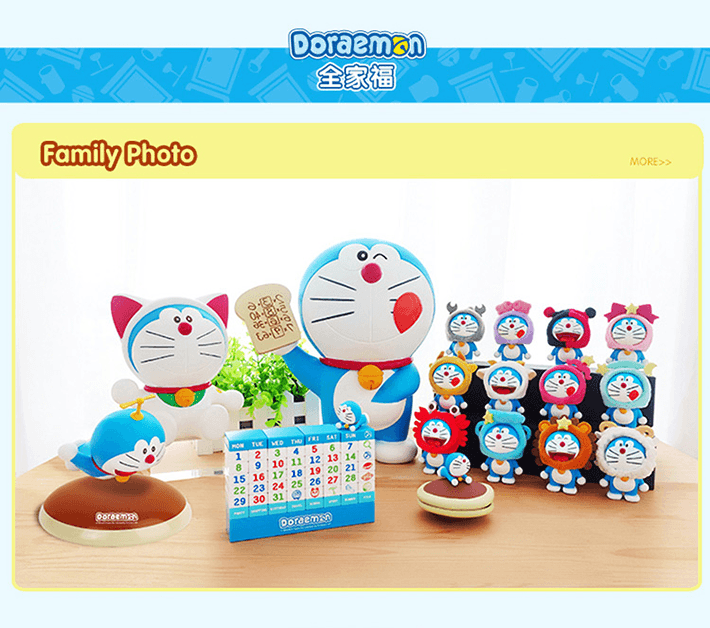 Doraemon
全家福
Family Photo
MORE>>
MON TUE WED THU FRI SAT SUN
1 2 3 4 5 6 7
8 9 10 11 12 13 14
15 16 17 18 19 20 21
22 23 24 25 26 27 28
29 30 31
Doraemon
Doraemon